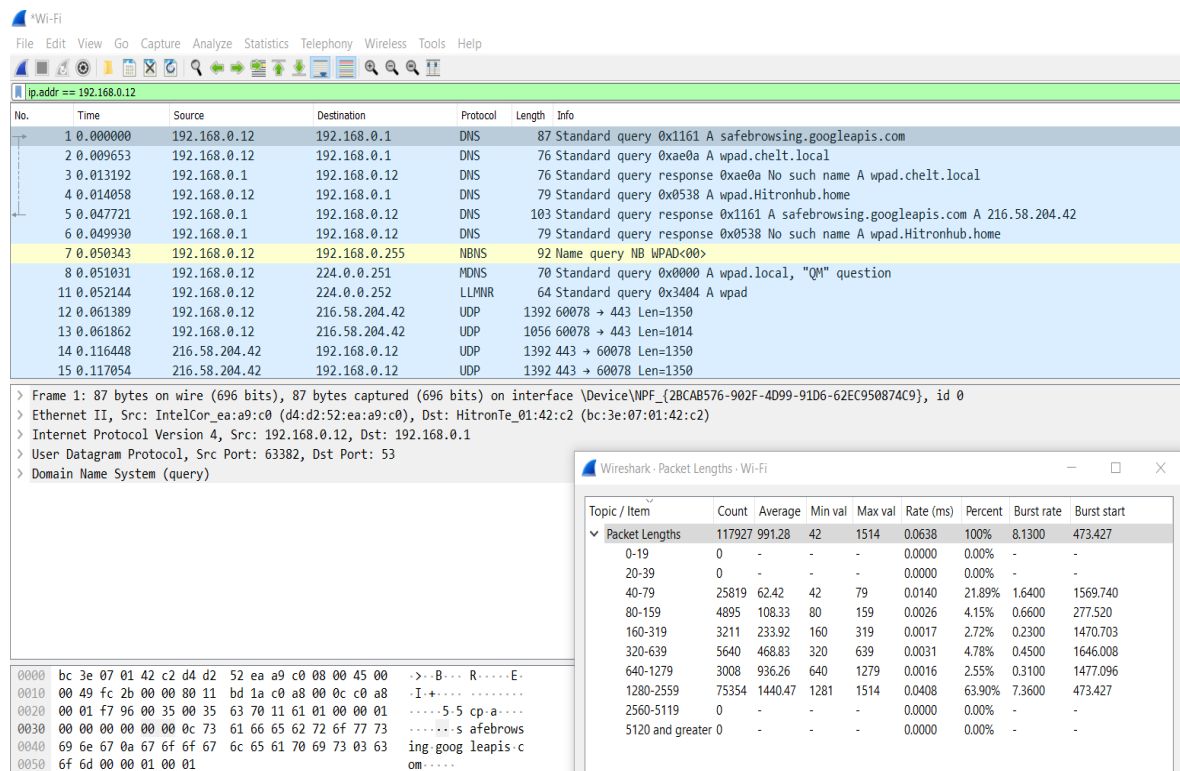 *Wi-Fi
File Edit View Go Capture Analyze Statistics Telephony Wireless Tools Help
ip.addr == 192.168.0.12
No. Time Source Destination Protocol Length Info
1 0.000000 192.168.0.12 192.168.0.1 DNS 87 Standard query 0x1161 A safebrowsing.googleapis.com
2 0.009653 192.168.0.12 192.168.0.1 DNS 76 Standard query 0xae0a A wpad.chelt.local
3 0.013192 192.168.0.1 192.168.0.12 DNS 76 Standard query response 0xae0a No such name A wpad.chelt.local
4 0.014058 192.168.0.12 192.168.0.1 DNS 79 Standard query 0x0538 A wpad.Hitronhub.home
5 0.047721 192.168.0.1 192.168.0.12 DNS 103 Standard query response 0x1161 A safebrowsing.googleapis.com A 216.58.204.42
6 0.049930 192.168.0.1 192.168.0.12 DNS 79 Standard query response 0x0538 No such name A wpad.Hitronhub.home
7 0.050343 192.168.0.12 192.168.0.255 NBNS 92 Name query NB WPAD<00>
8 0.051031 192.168.0.12 224.0.0.251 MDNS 70 Standard query 0x0000 A wpad.local, "QM" question
11 0.052144 192.168.0.12 224.0.0.252 LLMNR 64 Standard query 0x3404 A wpad
12 0.061389 192.168.0.12 216.58.204.42 UDP 1392 60078 → 443 Len=1350
13 0.061862 192.168.0.12 216.58.204.42 UDP 1056 60078 → 443 Len=1014
14 0.116448 216.58.204.42 192.168.0.12 UDP 1392 443 → 60078 Len=1350
15 0.117054 216.58.204.42 192.168.0.12 UDP 1392 443 → 60078 Len=1350
> Frame 1: 87 bytes on wire (696 bits), 87 bytes captured (696 bits) on interface \Device\NPF_{2BCAB576-902F-4D99-91D6-62EC950874C9}, id 0
> Ethernet II, Src: IntelCor_ea:a9:c0 (d4:d2:52:ea:a9:c0), Dst: HitronTe_01:42:c2 (bc:3e:07:01:42:c2)
> Internet Protocol Version 4, Src: 192.168.0.12, Dst: 192.168.0.1
> User Datagram Protocol, Src Port: 63382, Dst Port: 53
> Domain Name System (query)
Wireshark · Packet Lengths · Wi-Fi
Topic / Item Count Average Min val Max val Rate (ms) Percent Burst rate Burst start
Packet Lengths 117927 991.28 42 1514 0.0638 100% 8.1300 473.427
0-19 0 - - - 0.0000 0.00% - -
20-39 0 - - - 0.0000 0.00% - -
40-79 25819 62.42 42 79 0.0140 21.89% 1.6400 1569.740
80-159 4895 108.33 80 159 0.0026 4.15% 0.6600 277.520
160-319 3211 233.92 160 319 0.0017 2.72% 0.2300 1470.703
320-639 5640 468.83 320 639 0.0031 4.78% 0.4500 1646.008
640-1279 3008 936.26 640 1279 0.0016 2.55% 0.3100 1477.096
1280-2559 75354 1440.47 1281 1514 0.0408 63.90% 7.3600 473.427
2560-5119 0 - - - 0.0000 0.00% - -
5120 and greater 0 - - - 0.0000 0.00% - -
0000 bc 3e 07 01 42 c2 d4 d2 52 ea a9 c0 08 00 45 00 ·>··B···R·····E·
0010 00 49 fc 2b 00 00 80 11 bd 1a c0 a8 00 0c c0 a8 ·I·+············
0020 00 01 f7 96 00 35 00 35 63 70 11 61 01 00 00 01 ·····5·5 cp·a····
0030 00 00 00 00 00 00 0c 73 61 66 65 62 72 6f 77 73 ·······s afebrows
0040 69 6e 67 0a 67 6f 6f 67 6c 65 61 70 69 73 03 63 ing·goog leapis·c
0050 6f 6d 00 00 01 00 01 om·····